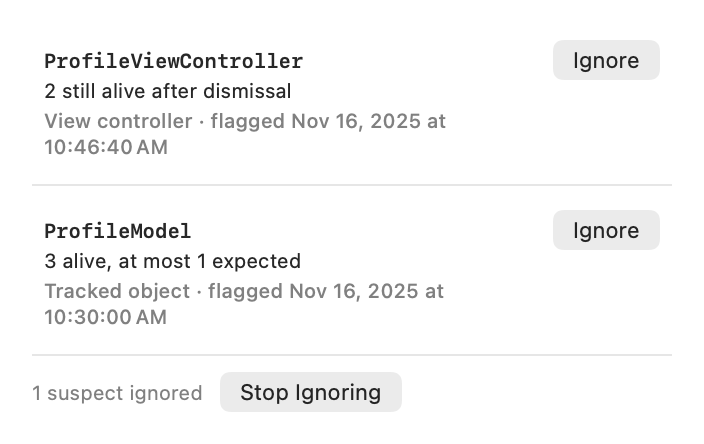 ProfileViewController
Ignore
2 still alive after dismissal
View controller · flagged Nov 16, 2025 at
10:46:40 AM
ProfileModel
Ignore
3 alive, at most 1 expected
Tracked object · flagged Nov 16, 2025 at
10:30:00 AM
1 suspect ignored
Stop Ignoring